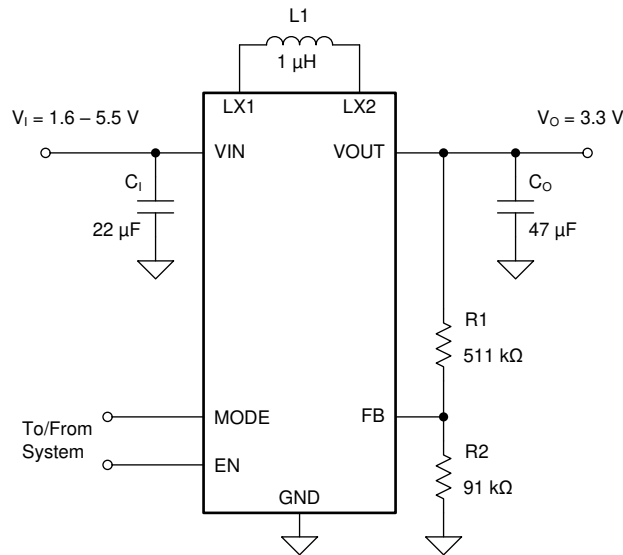 L1
1 µH
LX1
LX2
V_I = 1.6 – 5.5 V
V_O = 3.3 V
VIN
VOUT
C_I
22 µF
C_O
47 µF
R1
511 kΩ
To/From
System
MODE
FB
EN
R2
91 kΩ
GND